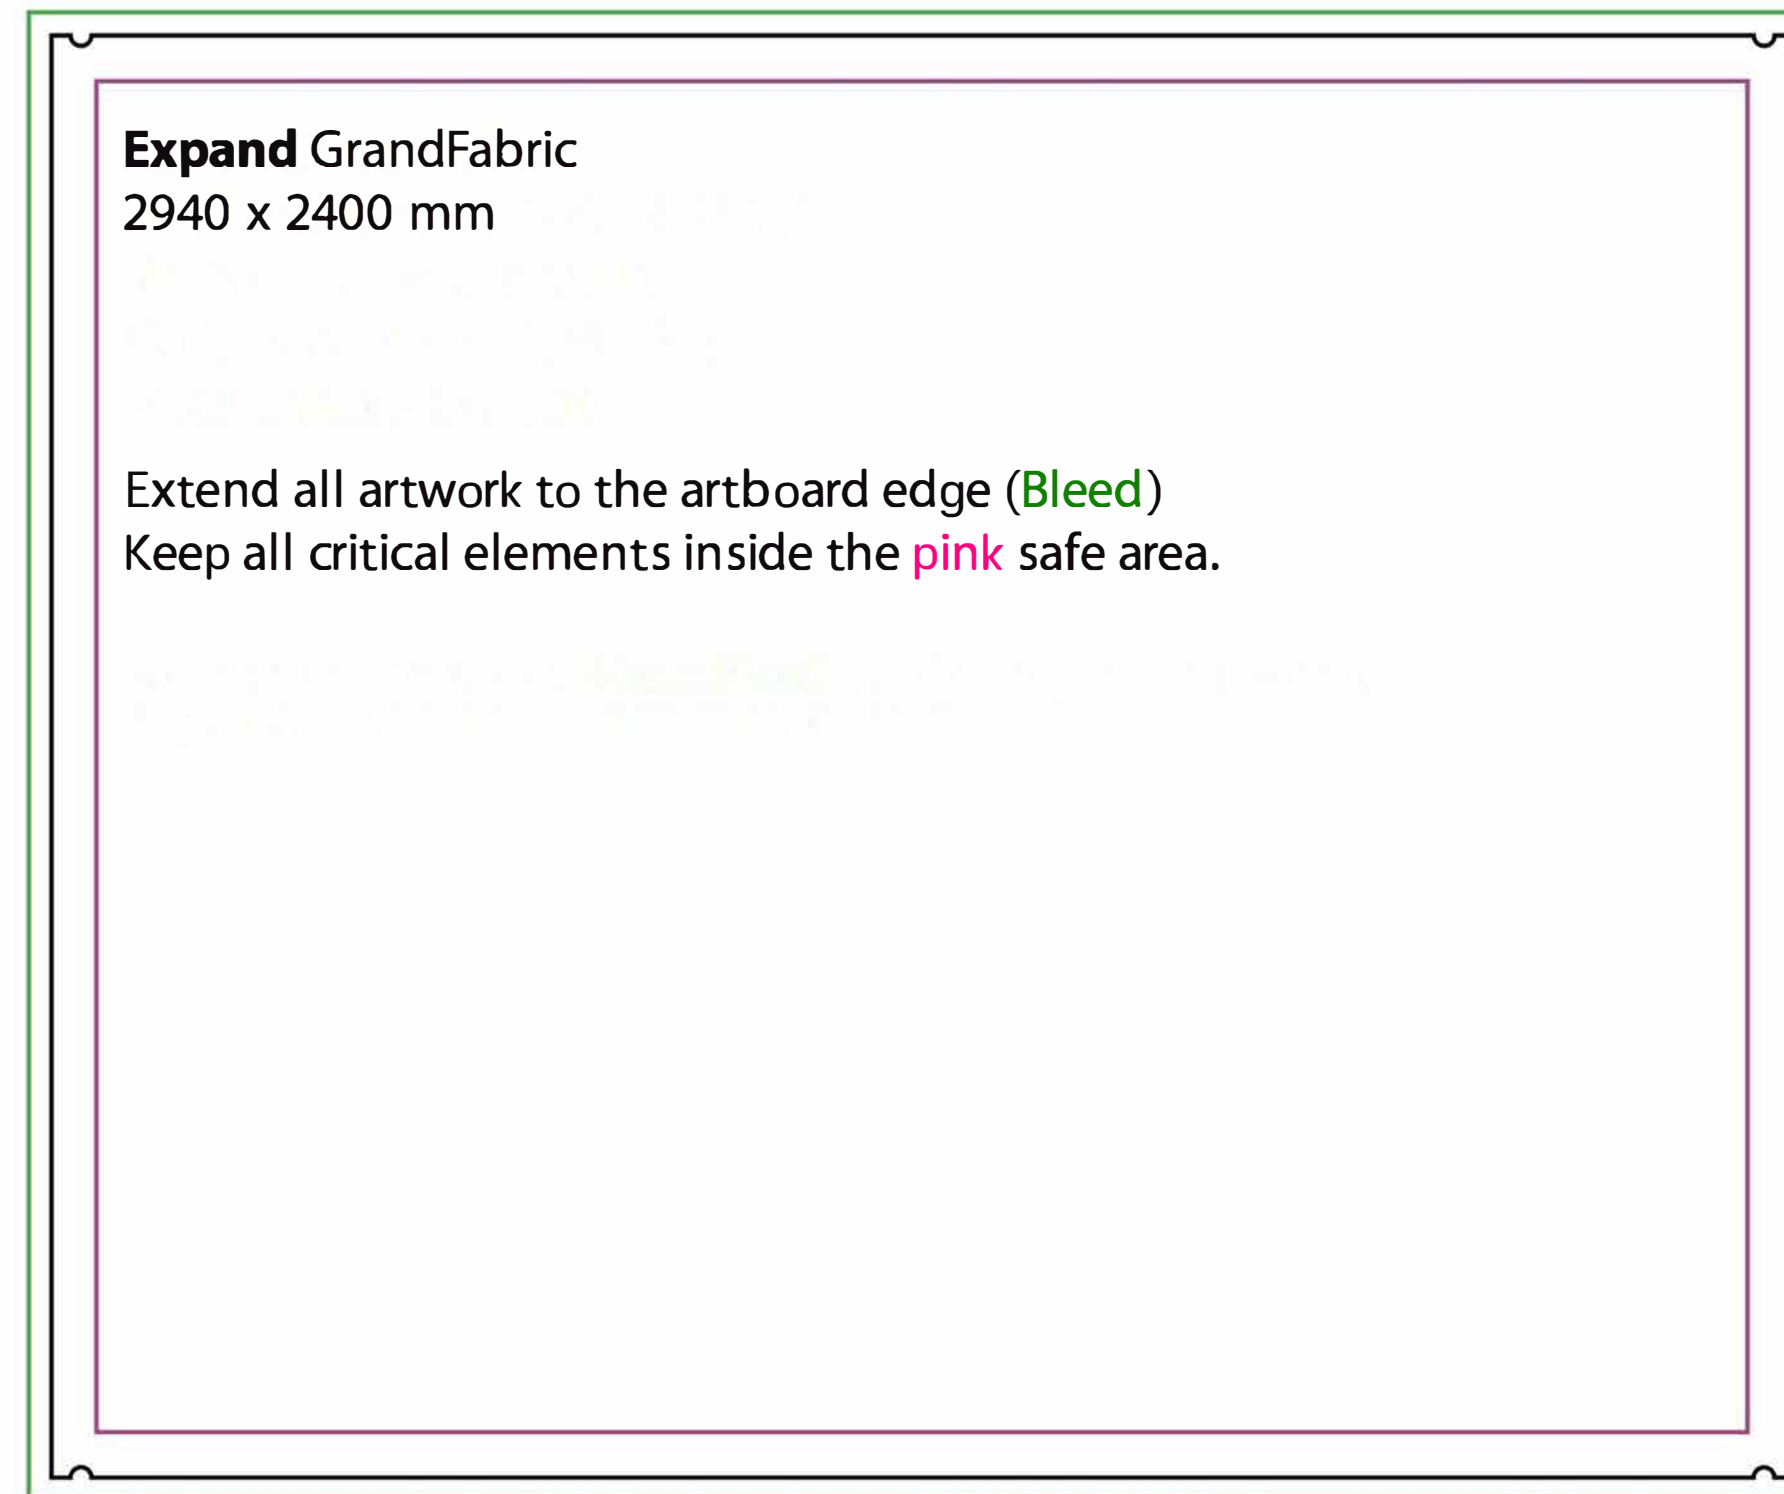 Expand GrandFabric
2940 x 2400 mm
Extend all artwork to the artboard edge (Bleed)
Keep all critical elements inside the pink safe area.